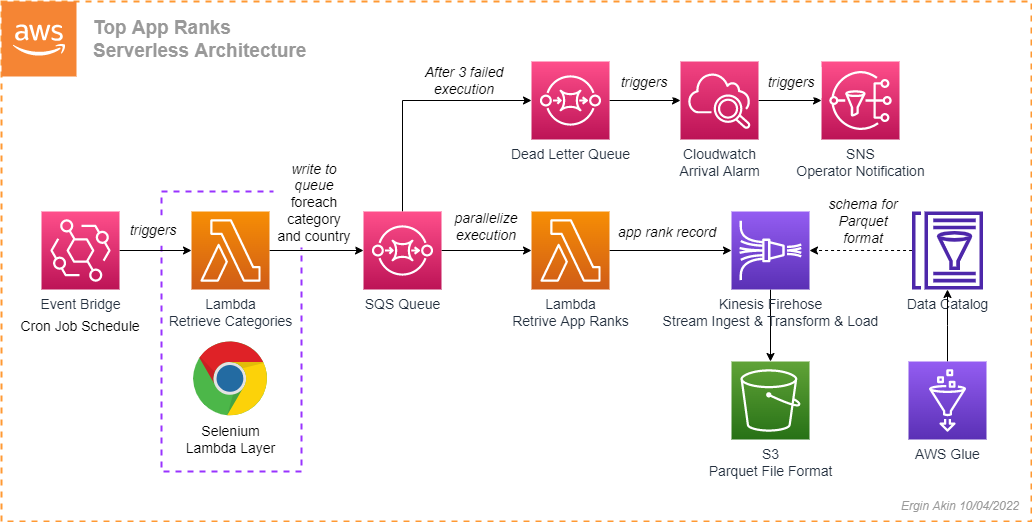 aws
Top App Ranks
Serverless Architecture
After 3 failed
execution
triggers
triggers
Dead Letter Queue
Cloudwatch
Arrival Alarm
SNS
Operator Notification
write to
queue
foreach
category
and country
triggers
parallelize
execution
app rank record
schema for
Parquet
format
Event Bridge
Cron Job Schedule
Lambda
Retrieve Categories
SQS Queue
Lambda
Retrive App Ranks
Kinesis Firehose
Stream Ingest & Transform & Load
Data Catalog
Selenium
Lambda Layer
S3
Parquet File Format
AWS Glue
Ergin Akin 10/04/2022